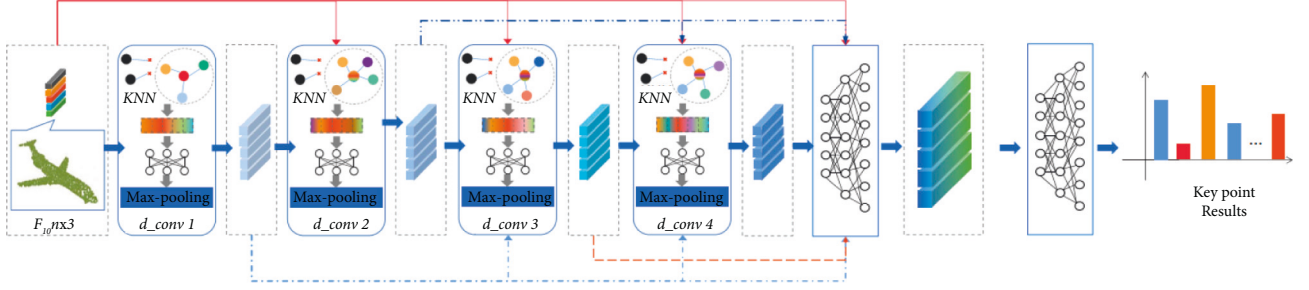 KNN
Max-pooling
F₁₀nx3
d_conv 1
KNN
Max-pooling
d_conv 2
KNN
Max-pooling
d_conv 3
KNN
Max-pooling
d_conv 4
...
Key point
Results